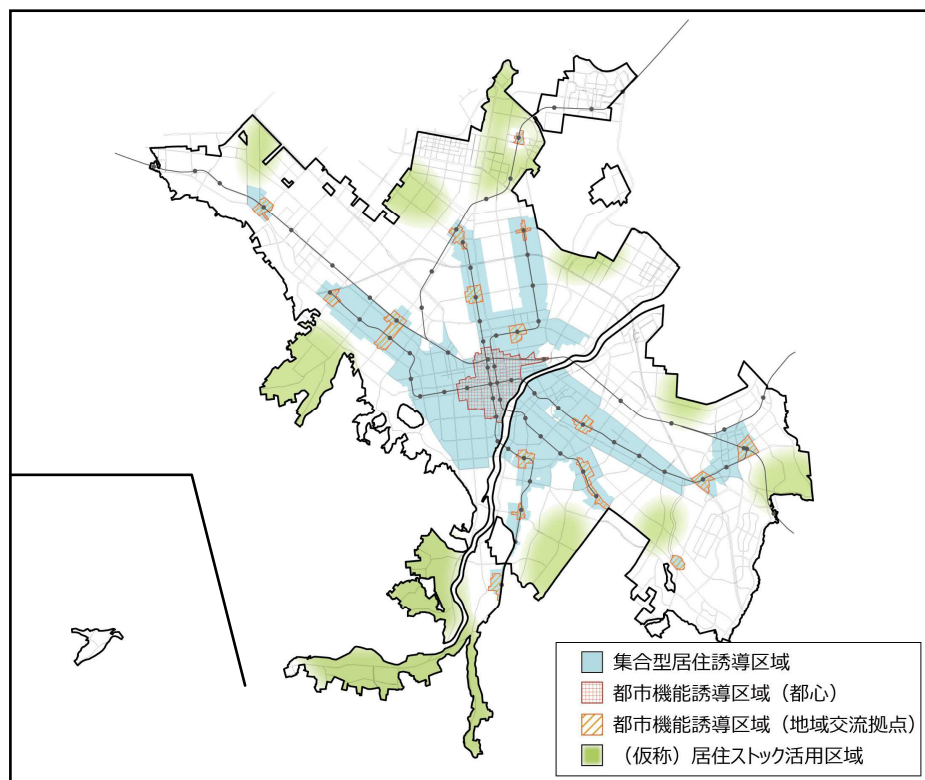 集合型居住誘導区域
都市機能誘導区域（都心）
都市機能誘導区域（地域交流拠点）
（仮称）居住ストック活用区域